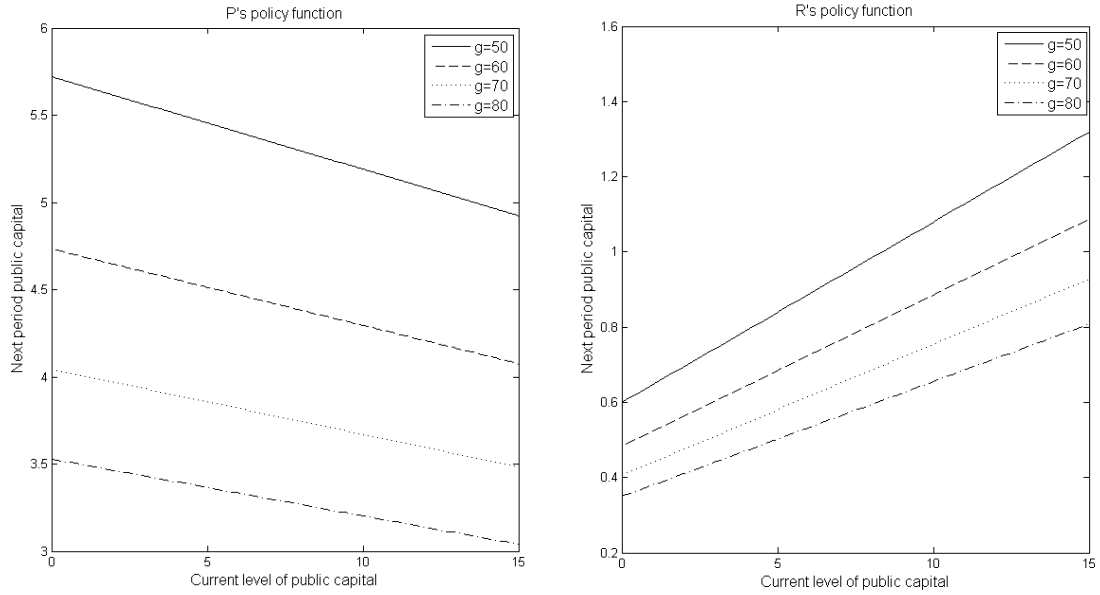 P's policy function
6
5.5
5
4.5
4
3.5
3
0
5
10
15
Next period public capital
Current level of public capital
g=50
g=60
g=70
g=80
R's policy function
1.6
1.4
1.2
1
0.8
0.6
0.4
0.2
0
5
10
15
Next period public capital
Current level of public capital
g=50
g=60
g=70
g=80